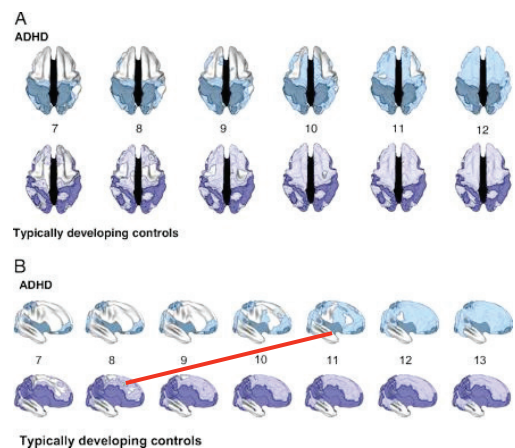 A
ADHD
7 8 9 10 11 12
Typically developing controls
B
ADHD
7 8 9 10 11 12 13
Typically developing controls